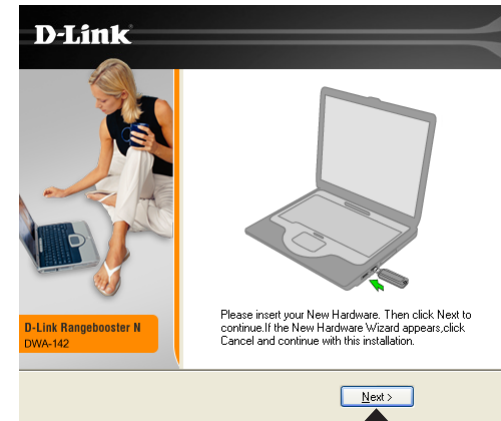 D-Link
Please insert your New Hardware. Then click Next to
continue.If the New Hardware Wizard appears,click
Cancel and continue with this installation.
D-Link Rangebooster N
DWA-142
Next >